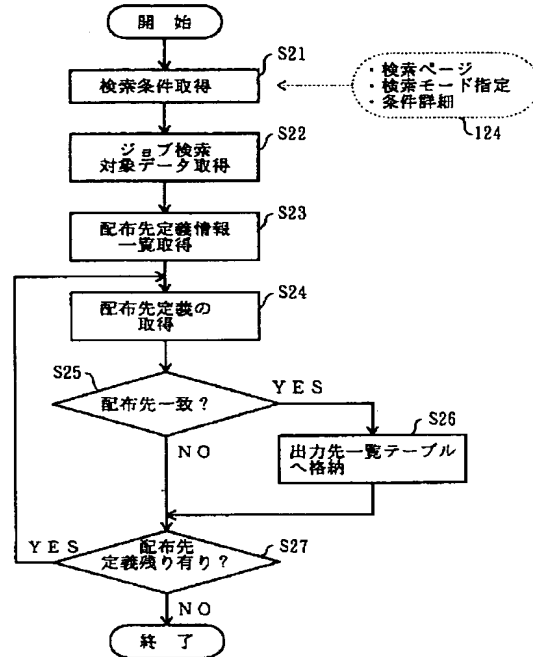 開 始
S21
検索条件取得
・検索ページ
・検索モード指定
・条件詳細
124
S22
ジョブ検索
対象データ取得
S23
配布先定義情報
一覧取得
S24
配布先定義の
取得
S25
配布先一致?
YES
NO
S26
出力先一覧テーブル
へ格納
YES
配布先
定義残り有り?
S27
NO
終 了